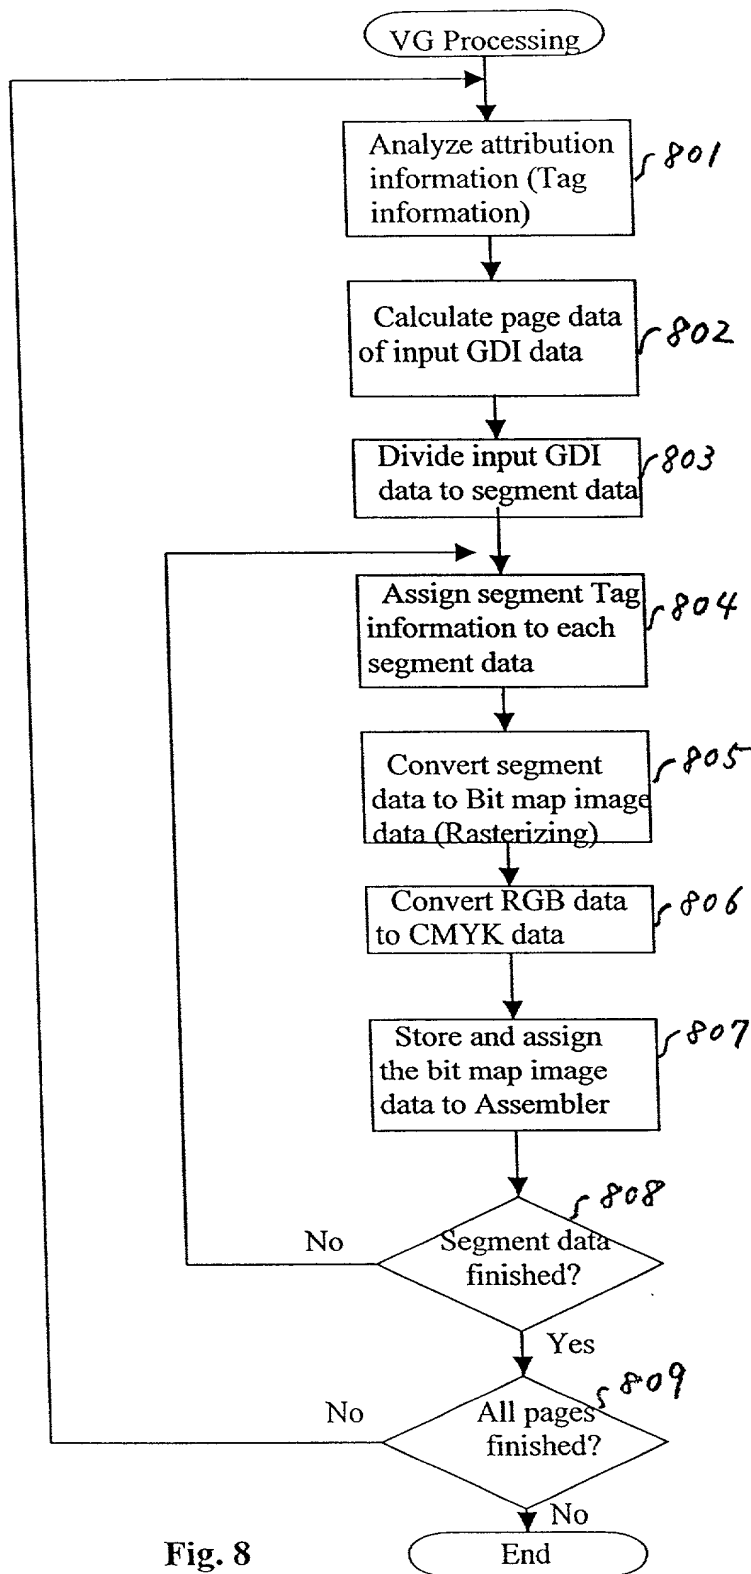 VG Processing
Analyze attribution
information (Tag
information)
801
Calculate page data
of input GDI data
802
Divide input GDI
data to segment data
803
Assign segment Tag
information to each
segment data
804
Convert segment
data to Bit map image
data (Rasterizing)
805
Convert RGB data
to CMYK data
806
Store and assign
the bit map image
data to Assembler
807
808
No
Segment data
finished?
Yes
809
No
All pages
finished?
No
Fig. 8
End